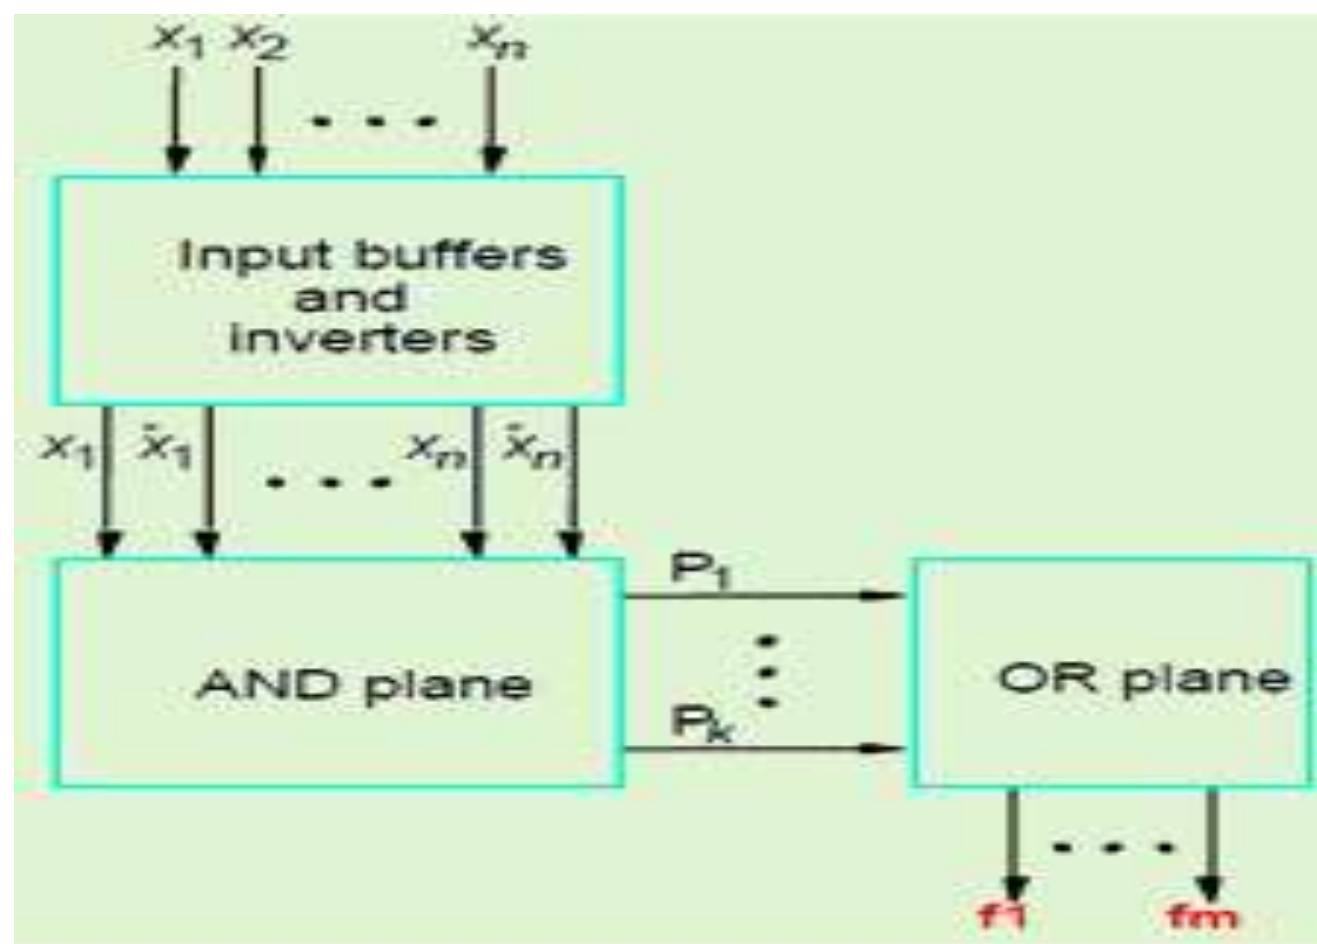 x₁ x₂ xₙ
Input buffers
and
inverters
x₁ x̄₁ xₙ x̄ₙ
P₁
AND plane
OR plane
Pₖ
f1 fm